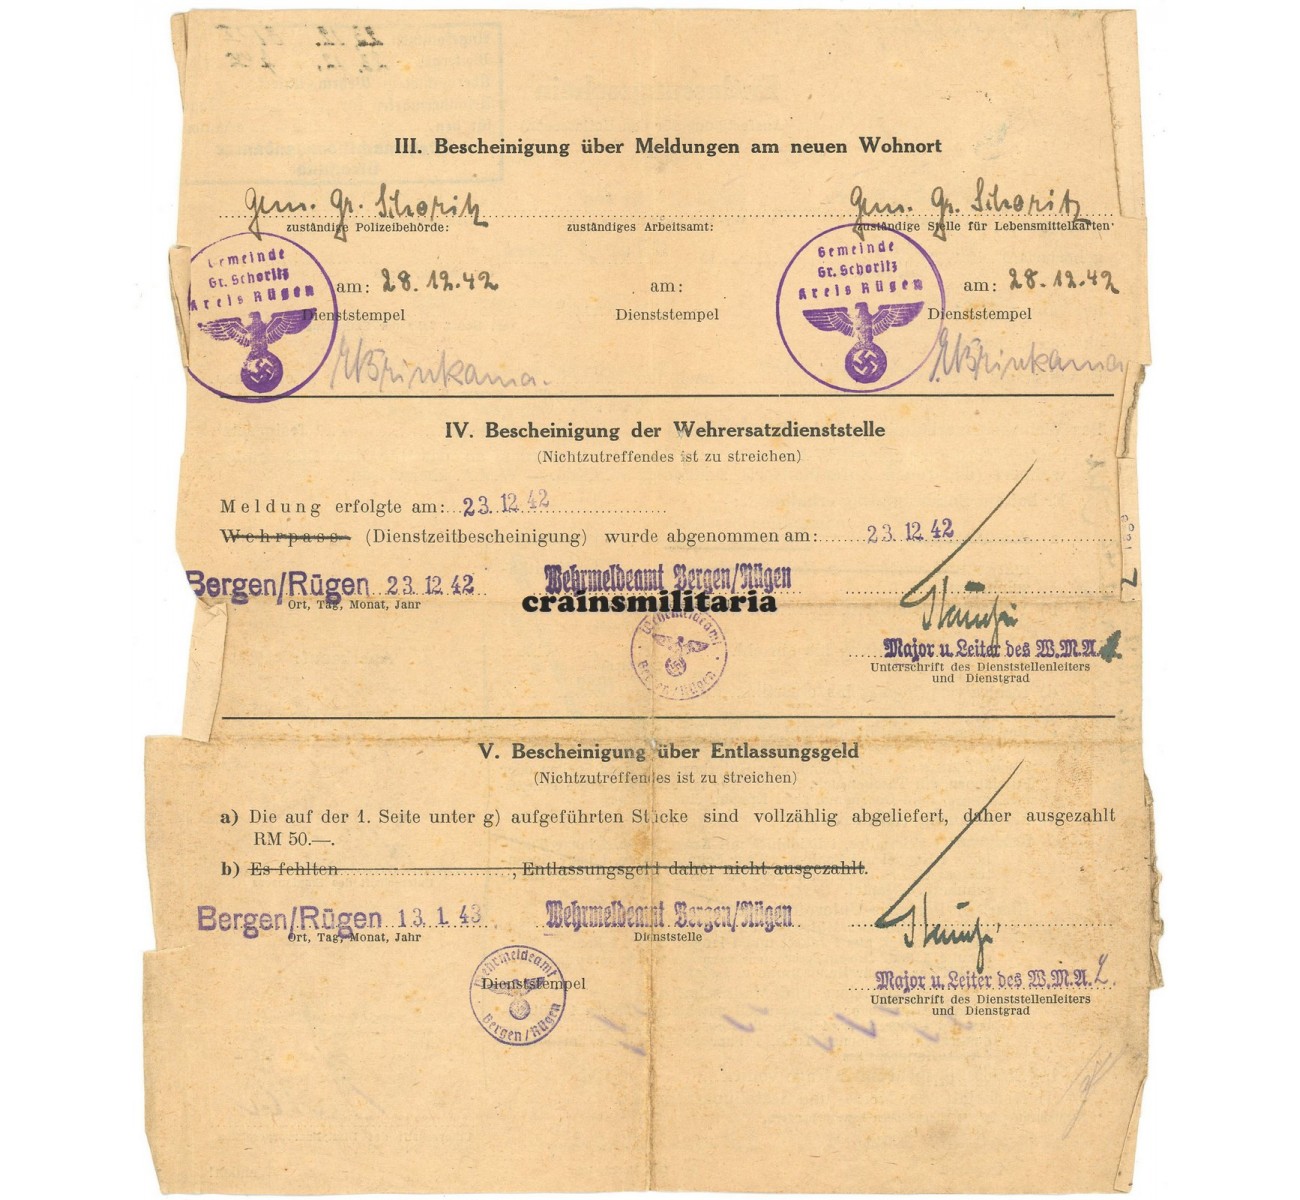 III. Bescheinigung über Meldungen am neuen Wohnort
Gem. Gr. Schoritz
Gem. Gr. Schoritz
zuständige Polizeibehörde:
zuständiges Arbeitsamt:
zuständige Stelle für Lebensmittelkarten:
Gemeinde
Gr. Schoritz
Kreis Rügen
am: 28.12.42
am:
Gemeinde
Gr. Schoritz
Kreis Rügen
am: 28.12.42
Dienststempel
Dienststempel
Dienststempel
IV. Bescheinigung der Wehrersatzdienststelle
(Nichtzutreffendes ist zu streichen)
Meldung erfolgte am: 23.12.42
Wehrpass (Dienstzeitbescheinigung) wurde abgenommen am: 23.12.42
Bergen/Rügen 23.12.42
Wehrmeldeamt Bergen/Rügen
Ort, Tag, Monat, Jahr
crainsmilitaria
Wehrmeldeamt
Bergen/Rügen
Major u. Leiter des W.M.A.
Unterschrift des Dienststellenleiters
und Dienstgrad
V. Bescheinigung über Entlassungsgeld
(Nichtzutreffendes ist zu streichen)
a) Die auf der 1. Seite unter g) aufgeführten Stücke sind vollzählig abgeliefert, daher ausgezahlt
RM 50.—.
b) Es fehlten ................, Entlassungsgeld daher nicht ausgezahlt.
Bergen/Rügen 13.1.43
Wehrmeldeamt Bergen/Rügen
Ort, Tag, Monat, Jahr
Dienststelle
Wehrmeldeamt
Bergen/Rügen
Dienststempel
Major u. Leiter des W.M.A.
Unterschrift des Dienststellenleiters
und Dienstgrad